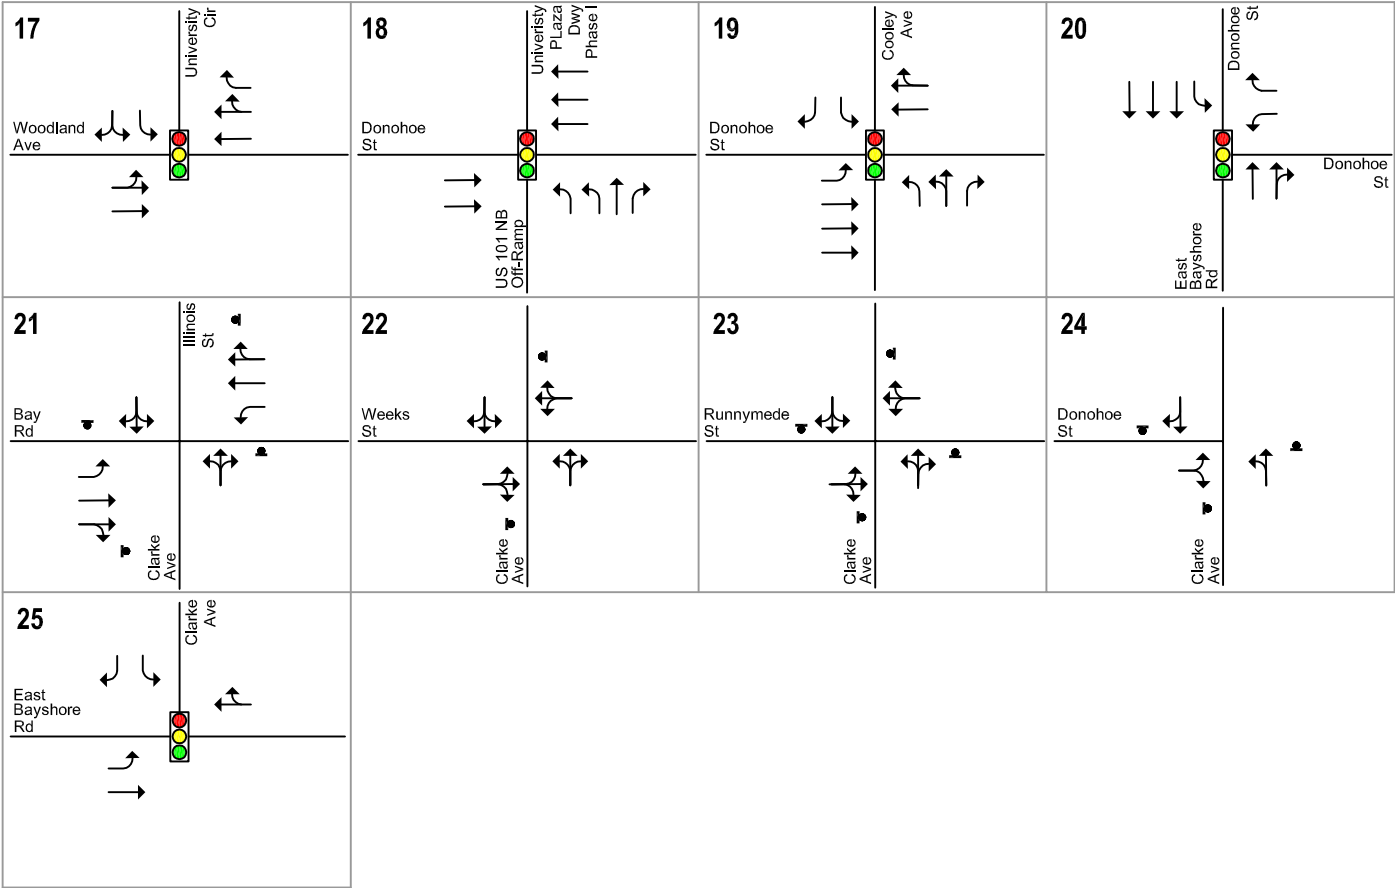 17
University
Cir
Woodland
Ave
18
Univeristy
PLaza
Dwy
Phase I
Donohoe
St
US 101 NB
Off-Ramp
19
Cooley
Ave
Donohoe
St
20
Donohoe
St
Donohoe
St
East
Bayshore
Rd
21
Illinois
St
Bay
Rd
Clarke
Ave
22
Weeks
St
Clarke
Ave
23
Runnymede
St
Clarke
Ave
24
Donohoe
St
Clarke
Ave
25
Clarke
Ave
East
Bayshore
Rd